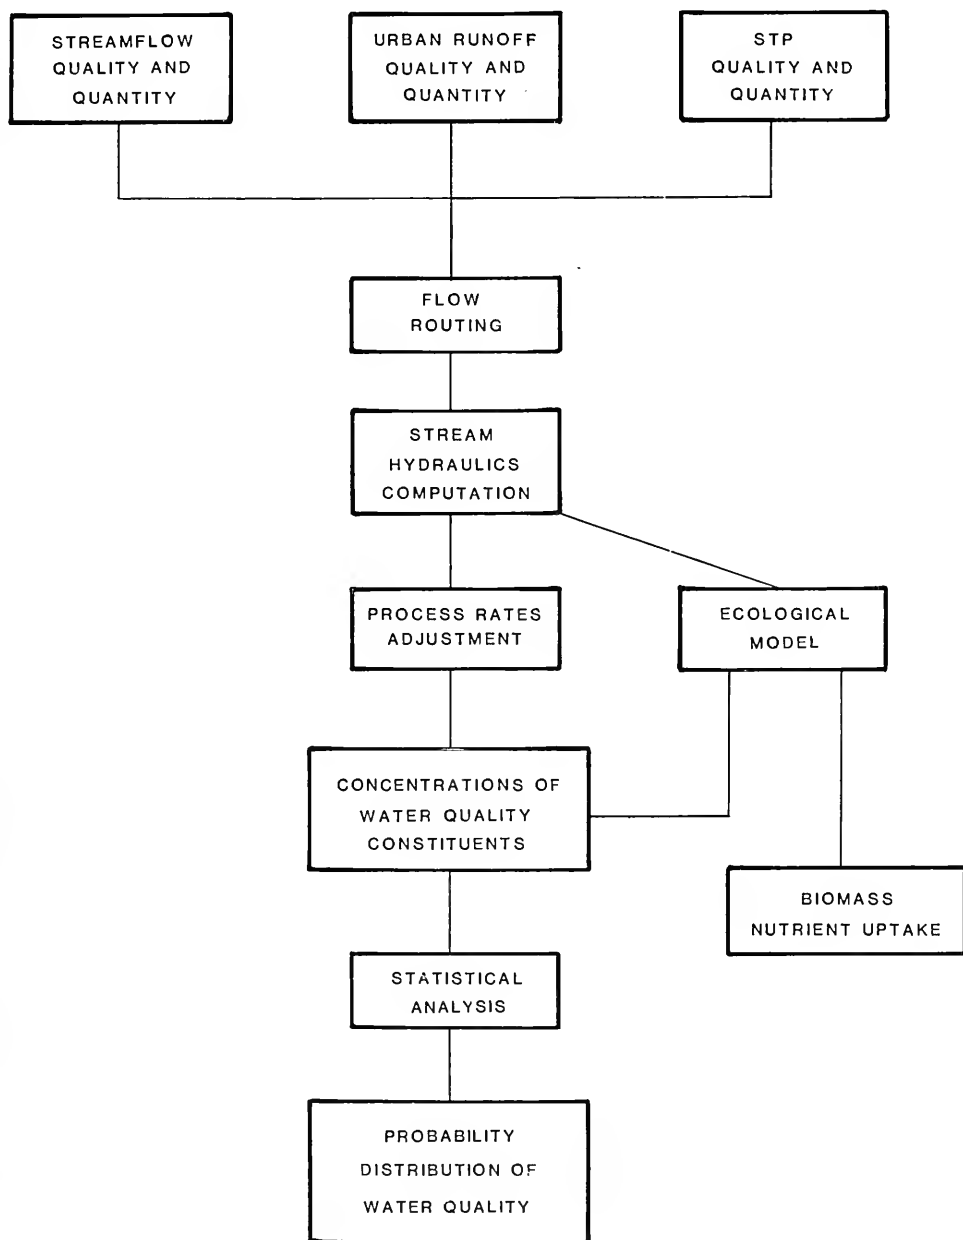 STREAMFLOW
QUALITY AND
QUANTITY
URBAN RUNOFF
QUALITY AND
QUANTITY
STP
QUALITY AND
QUANTITY
FLOW
ROUTING
STREAM
HYDRAULICS
COMPUTATION
PROCESS RATES
ADJUSTMENT
ECOLOGICAL
MODEL
CONCENTRATIONS OF
WATER QUALITY
CONSTITUENTS
BIOMASS
NUTRIENT UPTAKE
STATISTICAL
ANALYSIS
PROBABILITY
DISTRIBUTION OF
WATER QUALITY